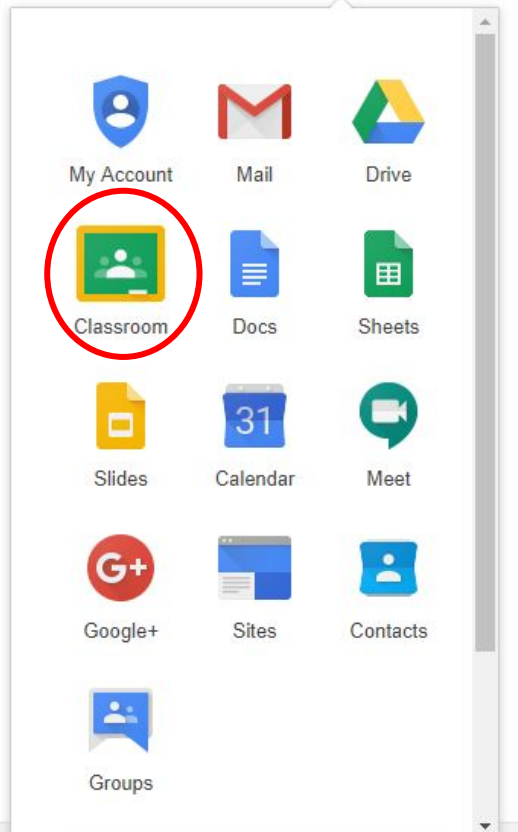 My Account Mail Drive
Classroom Docs Sheets
31
Slides Calendar Meet
G+
Google+ Sites Contacts
Groups